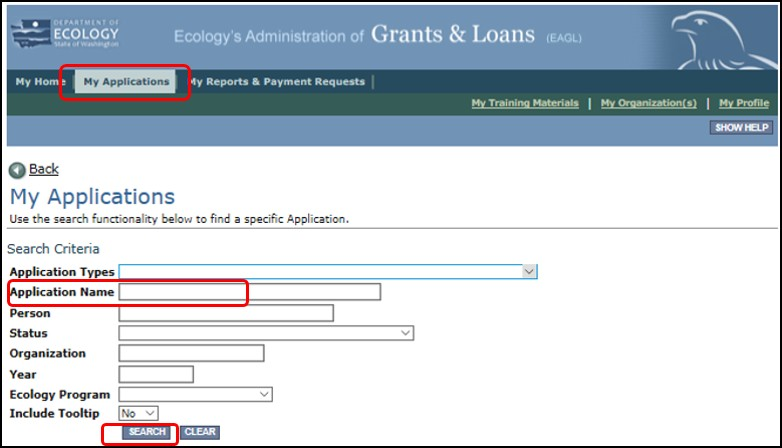 DEPARTMENT OF
ECOLOGY
State of Washington
Ecology's Administration of Grants & Loans (EAGL)
My Home | My Applications | My Reports & Payment Requests |
My Training Materials | My Organization(s) | My Profile
SHOW HELP
Back
My Applications
Use the search functionality below to find a specific Application.
Search Criteria
Application Types
Application Name
Person
Status
Organization
Year
Ecology Program
Include Tooltip No
SEARCH CLEAR